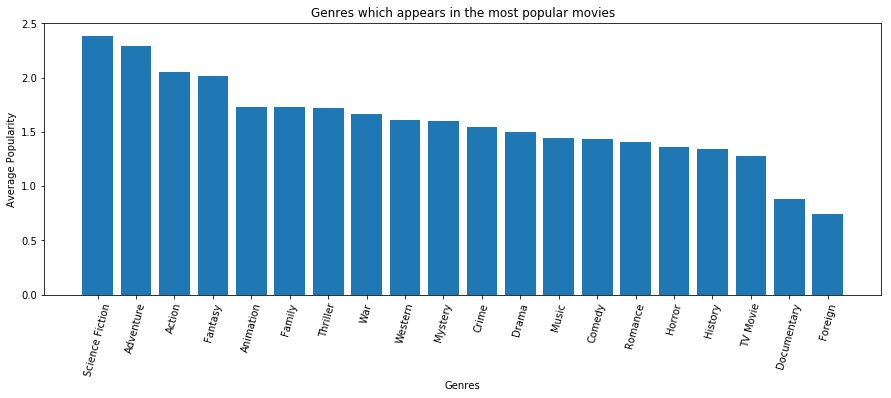 Genres which appears in the most popular movies
Average Popularity
2.5
2.0
1.5
1.0
0.5
0.0
Science Fiction
Adventure
Action
Fantasy
Animation
Family
Thriller
War
Western
Mystery
Crime
Drama
Music
Comedy
Romance
Horror
History
TV Movie
Documentary
Foreign
Genres